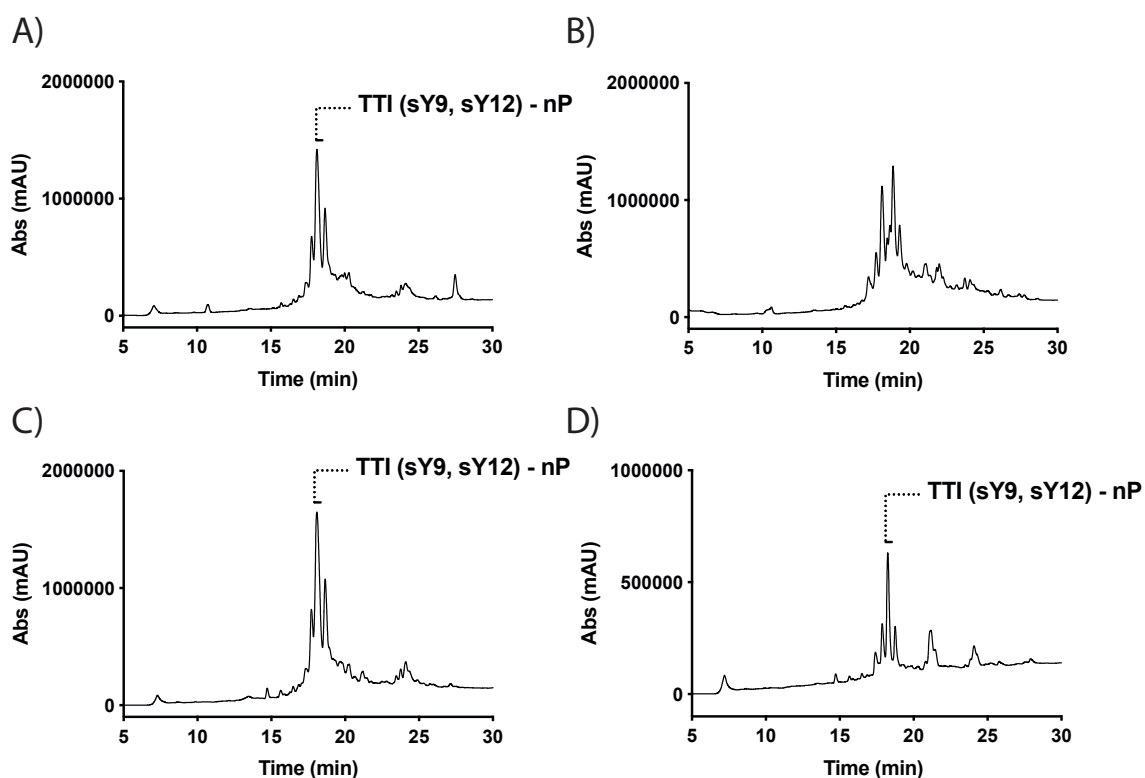 A)
2000000
1000000
0
Abs (mAU)
TTI (sY9, sY12) - nP
5 10 15 20 25 30
Time (min)
B)
2000000
1000000
0
Abs (mAU)
5 10 15 20 25 30
Time (min)
C)
2000000
1000000
0
Abs (mAU)
TTI (sY9, sY12) - nP
5 10 15 20 25 30
Time (min)
D)
1000000
500000
0
Abs (mAU)
TTI (sY9, sY12) - nP
5 10 15 20 25 30
Time (min)